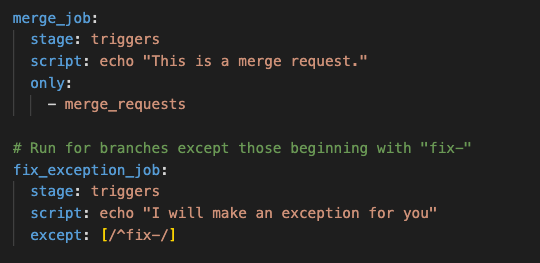 merge_job:
  stage: triggers
  script: echo "This is a merge request."
  only:
    - merge_requests

# Run for branches except those beginning with "fix-"
fix_exception_job:
  stage: triggers
  script: echo "I will make an exception for you"
  except: [/^fix-/]